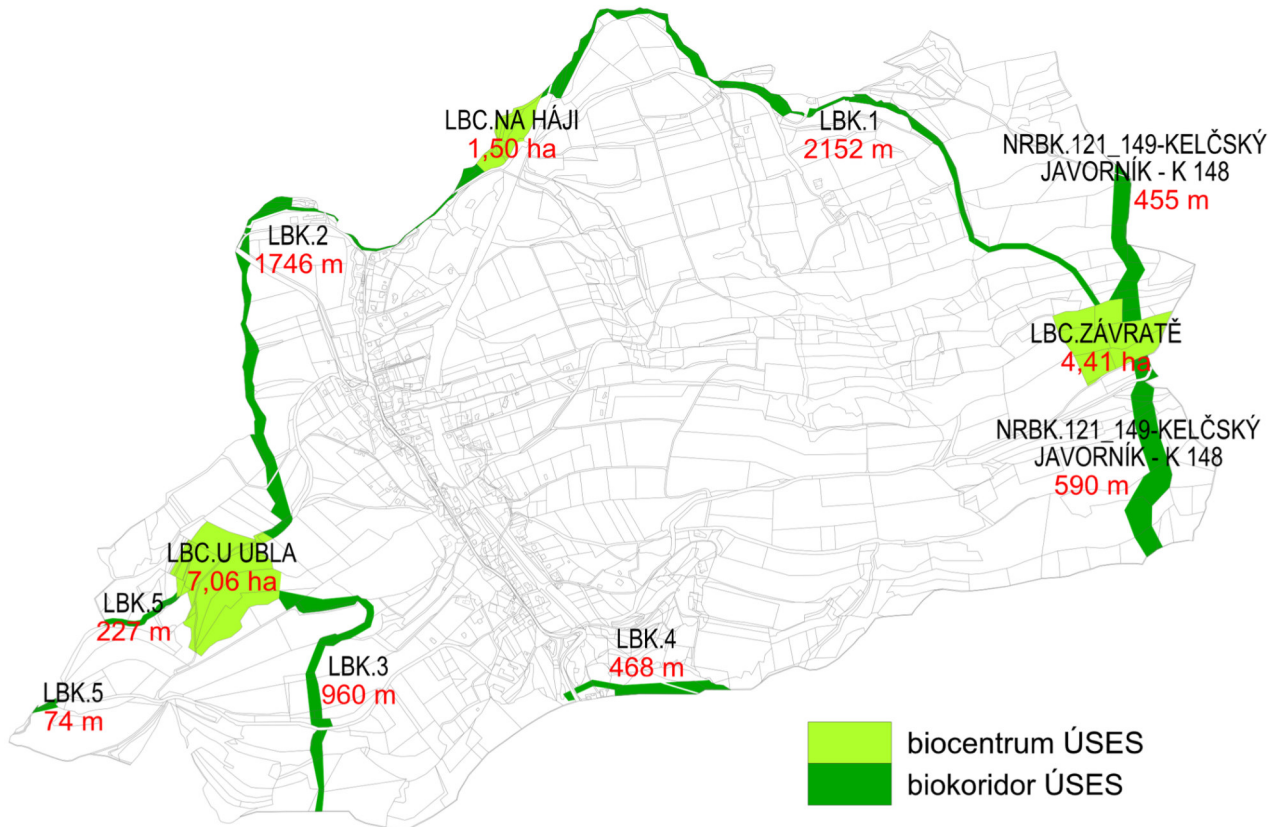 LBC.NA HÁJI
1,50 ha
LBK.1
2152 m
NRBK.121_149-KELČSKÝ
JAVORNÍK - K 148
455 m
LBK.2
1746 m
LBC.ZÁVRATĚ
4,41 ha
NRBK.121_149-KELČSKÝ
JAVORNÍK - K 148
590 m
LBC.U UBLA
7,06 ha
LBK.5
227 m
LBK.4
468 m
LBK.3
960 m
LBK.5
74 m
biocentrum ÚSES
biokoridor ÚSES